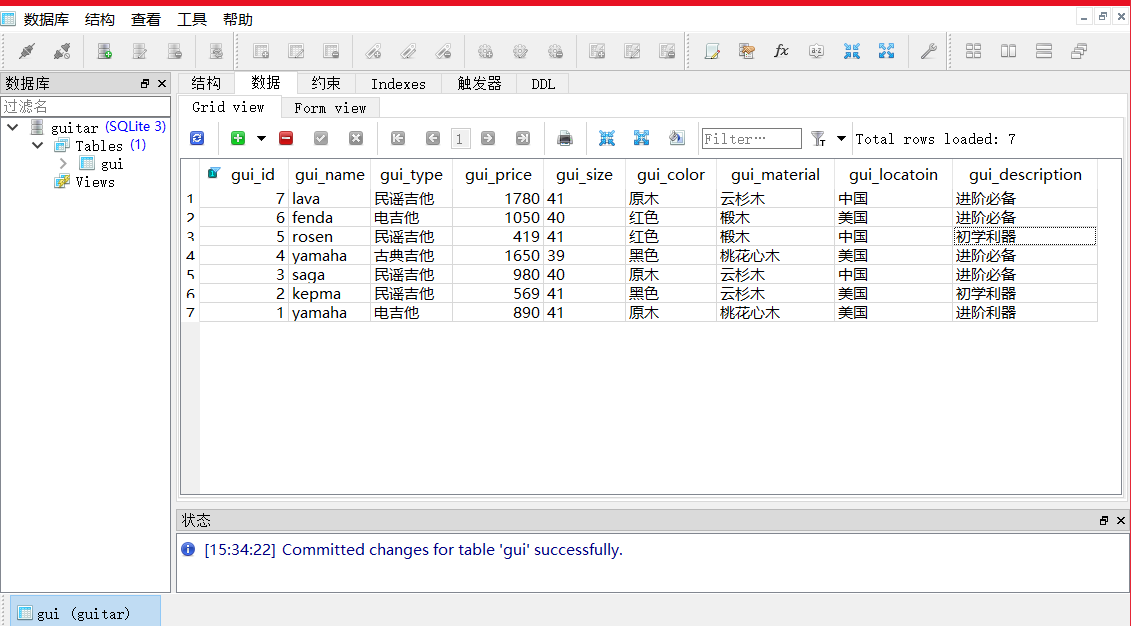 数据库 结构 查看 工具 帮助
数据库
结构 数据 约束 Indexes 触发器 DDL
过滤名
Grid view Form view
guitar (SQLite 3)
Tables (1)
gui
Views
1 Filter… Total rows loaded: 7
gui_id gui_name gui_type gui_price gui_size gui_color gui_material gui_locatoin gui_description
1 7 lava 民谣吉他 1780 41 原木 云杉木 中国 进阶必备
2 6 fenda 电吉他 1050 40 红色 椴木 美国 进阶必备
3 5 rosen 民谣吉他 419 41 红色 椴木 中国 初学利器
4 4 yamaha 古典吉他 1650 39 黑色 桃花心木 美国 进阶必备
5 3 saga 民谣吉他 980 40 原木 云杉木 中国 进阶必备
6 2 kepma 民谣吉他 569 41 黑色 云杉木 美国 初学利器
7 1 yamaha 电吉他 890 41 原木 桃花心木 美国 进阶利器
状态
[15:34:22] Committed changes for table 'gui' successfully.
gui (guitar)